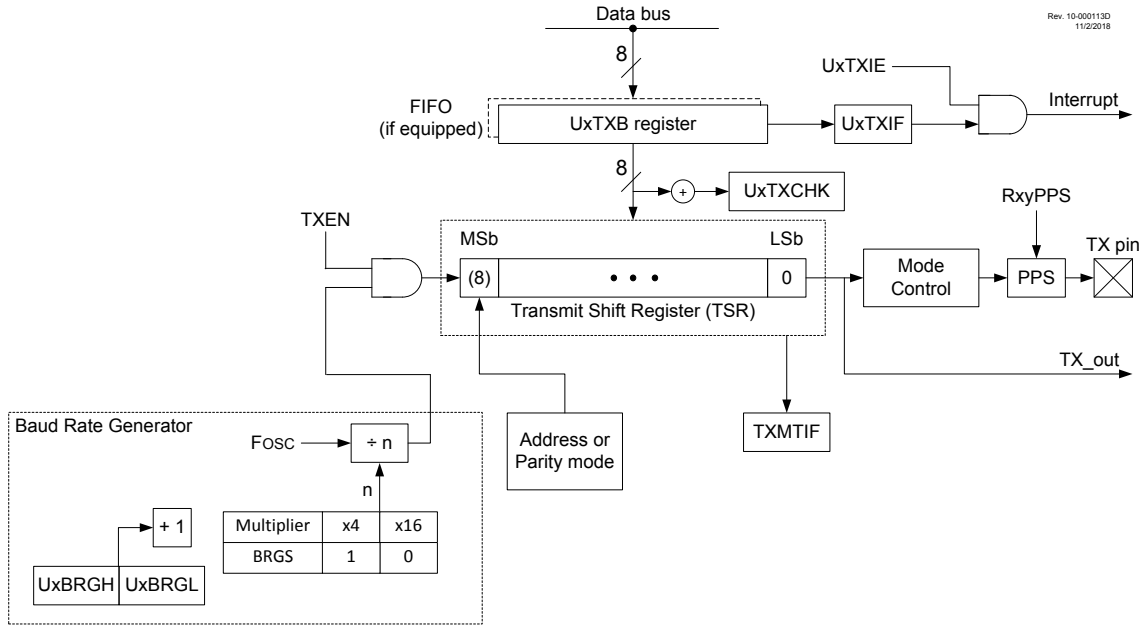 Data bus
Rev. 10-000113D
11/2/2018
8
UxTXIE
FIFO
(if equipped)
UxTXB register
UxTXIF
Interrupt
8
+
UxTXCHK
RxyPPS
TXEN
MSb
LSb
TX pin
(8)
• • •
0
Mode
Control
PPS
Transmit Shift Register (TSR)
TX_out
Baud Rate Generator
FOSC
÷ n
Address or
Parity mode
TXMTIF
n
+ 1
Multiplier x4 x16
BRGS 1 0
UxBRGH UxBRGL